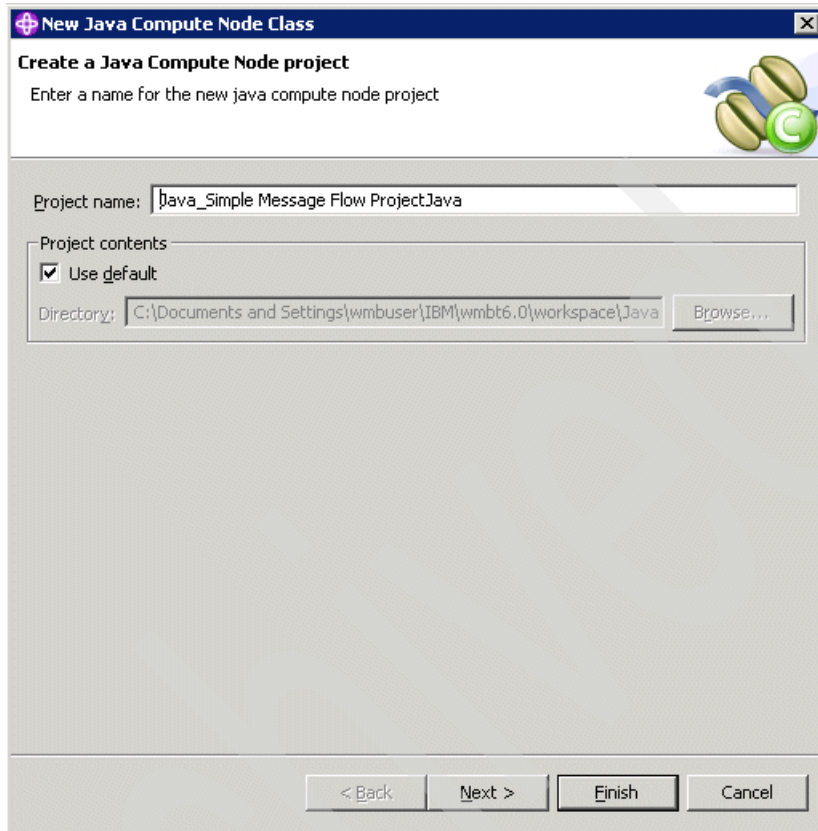 New Java Compute Node Class
Create a Java Compute Node project
Enter a name for the new java compute node project
C
Project name: Java_Simple Message Flow ProjectJava
Project contents
Use default
Directory: C:\Documents and Settings\wmbuser\IBM\wmbt6.0\workspace\Java Browse...
< Back Next > Finish Cancel